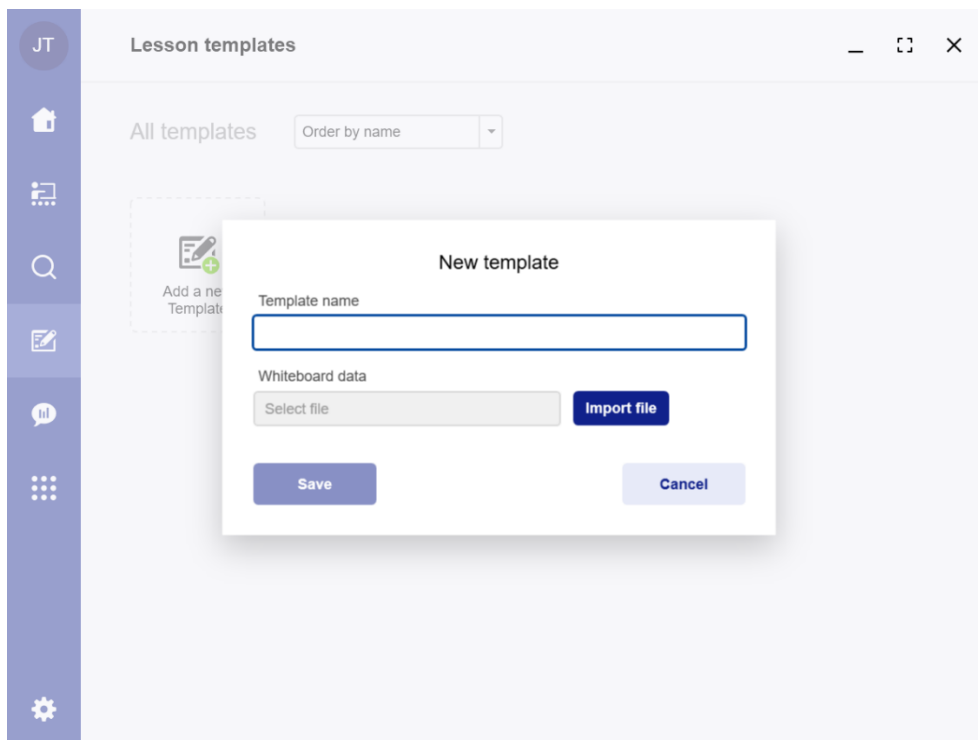 JT
Lesson templates
All templates
Order by name
Add a ne
Template
New template
Template name
Whiteboard data
Select file
Import file
Save
Cancel